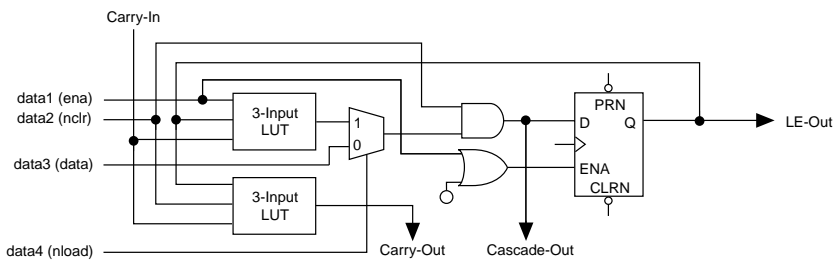 Carry-In
data1 (ena)
data2 (nclr)
data3 (data)
data4 (nload)
3-Input
LUT
1
0
3-Input
LUT
PRN
D
Q
ENA
CLRN
LE-Out
Carry-Out
Cascade-Out